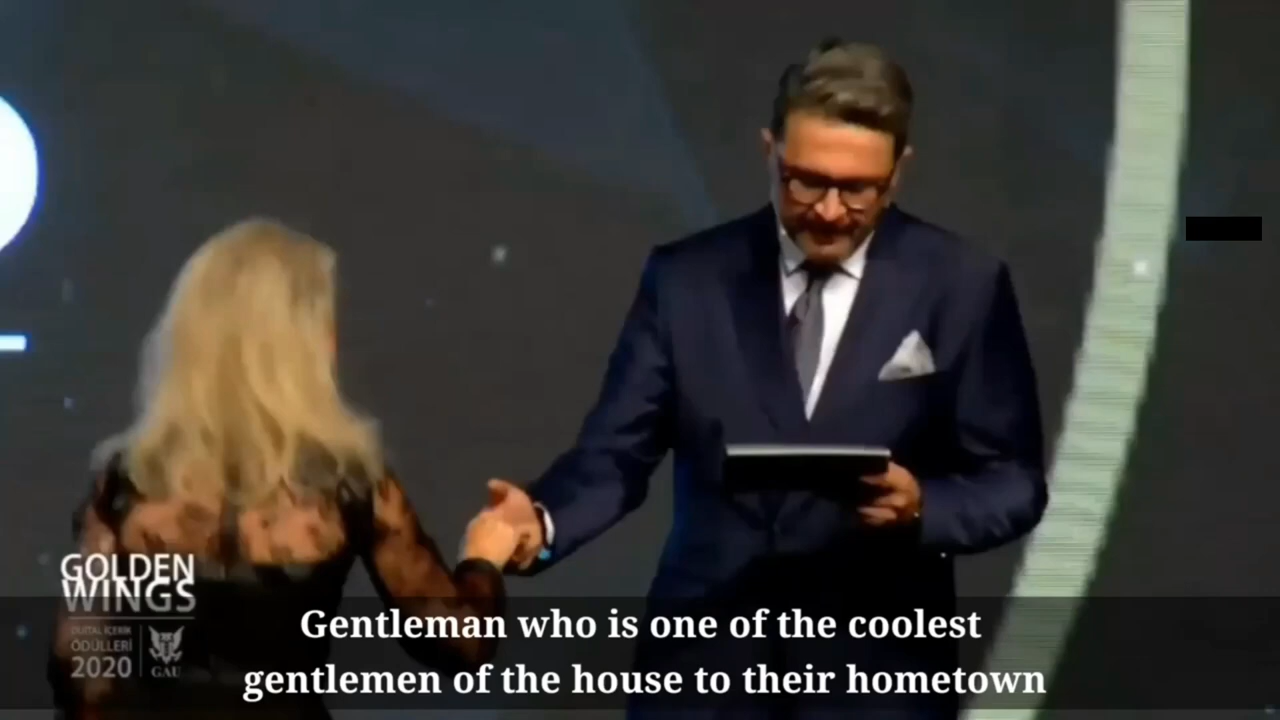 GOLDEN
WINGS
DİJİTAL İÇERİK
ÖDÜLLERİ
2020
GAU
Gentleman who is one of the coolest
gentlemen of the house to their hometown